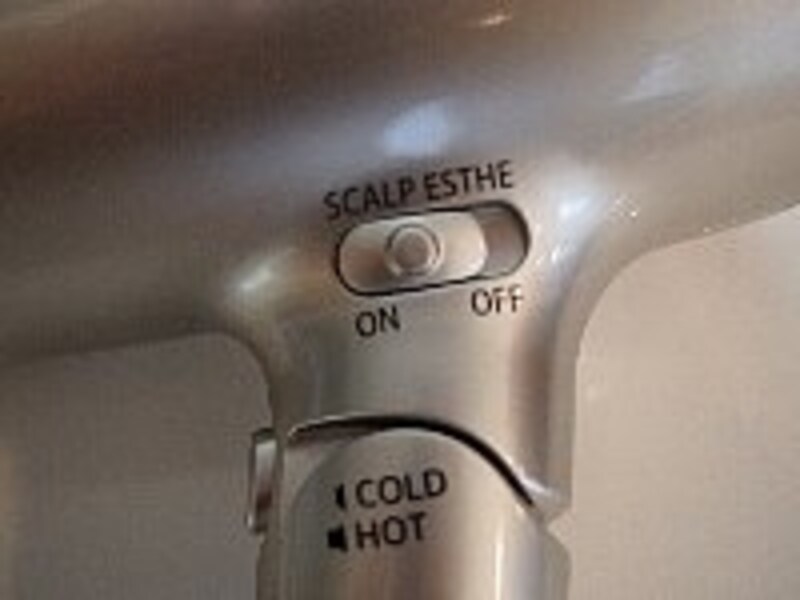 SCALP ESTHE
ON OFF
COLD
HOT